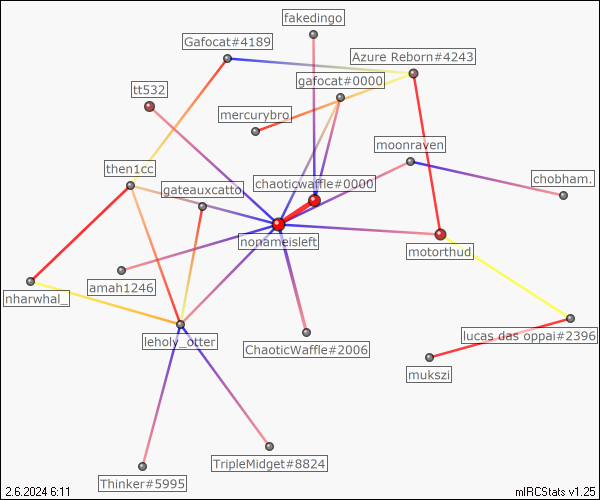 fakedingo
Gafocat#4189
Azure Reborn#4243
gafocat#0000
tt532
mercurybro
moonraven
then1cc
chaoticwaffle#0000
chobham.
gateauxcatto
nonameisleft
motorthud_
amah1246
nharwhal_
leholy_otter
lucas das oppai#2396
ChaoticWaffle#2006
mukszi
TripleMidget#8824
Thinker#5995
2.6.2024 6:11
mIRCStats v1.25